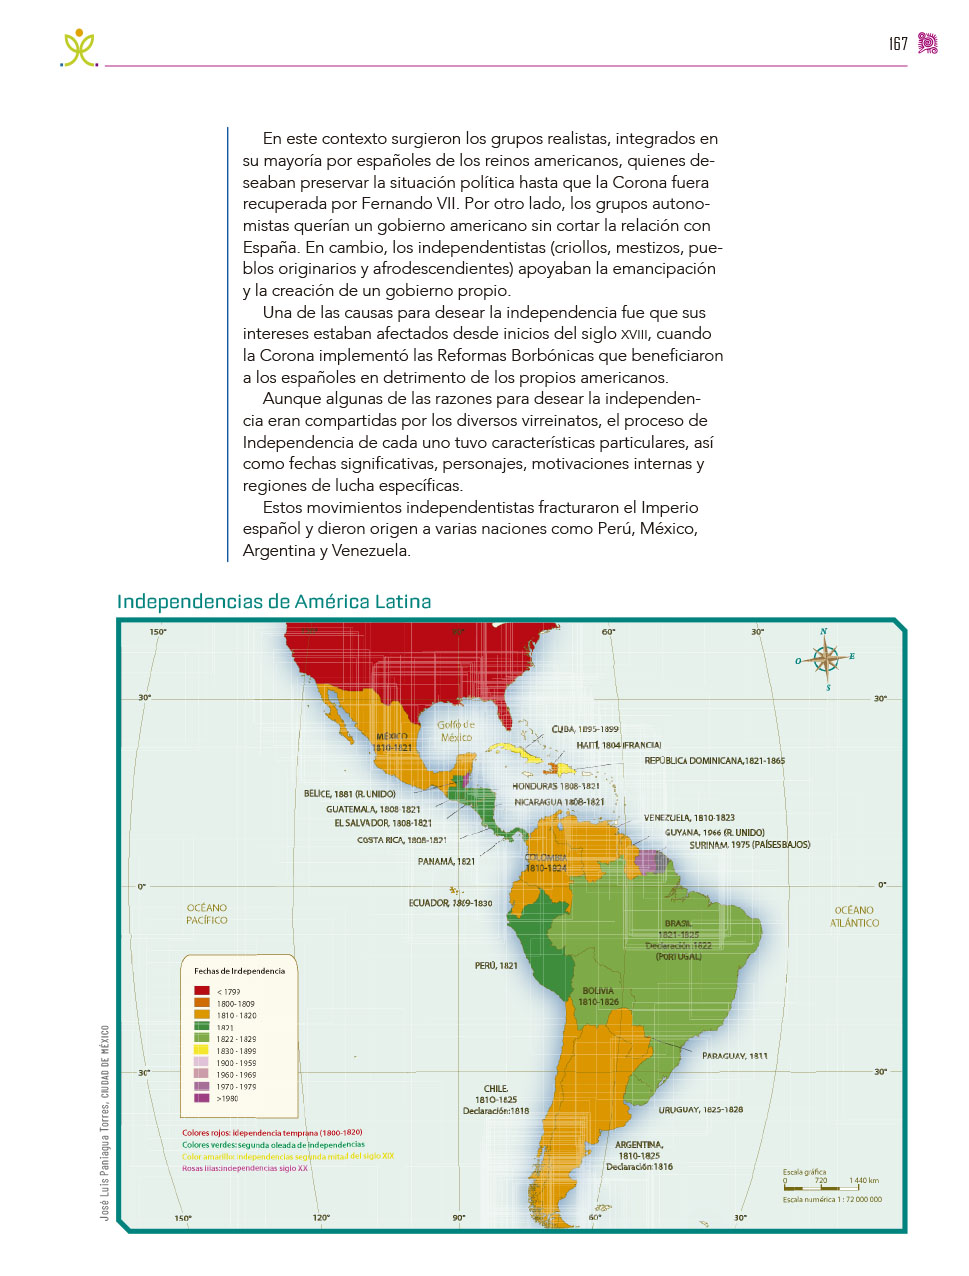 167
En este contexto surgieron los grupos realistas, integrados en
su mayoría por españoles de los reinos americanos, quienes de-
seaban preservar la situación política hasta que la Corona fuera
recuperada por Fernando VII. Por otro lado, los grupos autono-
mistas querían un gobierno americano sin cortar la relación con
España. En cambio, los independentistas (criollos, mestizos, pue-
blos originarios y afrodescendientes) apoyaban la emancipación
y la creación de un gobierno propio.
Una de las causas para desear la independencia fue que sus
intereses estaban afectados desde inicios del siglo XVIII, cuando
la Corona implementó las Reformas Borbónicas que beneficiaron
a los españoles en detrimento de los propios americanos.
Aunque algunas de las razones para desear la independen-
cia eran compartidas por los diversos virreinatos, el proceso de
Independencia de cada uno tuvo características particulares, así
como fechas significativas, personajes, motivaciones internas y
regiones de lucha específicas.
Estos movimientos independentistas fracturaron el Imperio
español y dieron origen a varias naciones como Perú, México,
Argentina y Venezuela.
Independencias de América Latina
150°
60°
30°
N
O
E
S
30°
30°
Golfo de
México
MÉXICO
1810-1821
CUBA, 1895-1899
HAITÍ, 1804 (FRANCIA)
REPÚBLICA DOMINICANA,1821-1865
BELICE, 1881 (R. UNIDO)
HONDURAS 1808-1821
GUATEMALA, 1808-1821
NICARAGUA 1808-1821
EL SALVADOR, 1808-1821
VENEZUELA, 1810-1823
COSTA RICA, 1808-1821
GUYANA, 1966 (R. UNIDO)
SURINAM, 1975 (PAÍSES BAJOS)
PANAMÁ, 1821
COLOMBIA
1810-1824
0°
0°
ECUADOR, 1809-1830
OCÉANO
PACÍFICO
OCÉANO
ATLÁNTICO
BRASIL
1821-1825
Declaración:1822
(PORTUGAL)
PERÚ, 1821
BOLIVIA
1810-1826
Fechas de Independencia
< 1799
1800- 1809
1810 - 1820
1821
1822 - 1829
1830 - 1899
1900 - 1959
1960 - 1969
1970 - 1979
>1980
PARAGUAY, 1811
30°
30°
CHILE,
1810-1825
Declaración:1818
URUGUAY, 1825-1828
ARGENTINA,
1810-1825
Declaración:1816
Colores rojos: idependencia temprana (1800-1820)
Colores verdes: segunda oleada de independencias
Color amarillo: independencias segunda mitad del siglo XIX
Rosas lilas:independencias siglo XX
Escala gráfica
0 720 1 440 km
Escala numérica 1 : 72 000 000
150°
120°
90°
60°
30°
José Luis Paniagua Torres, CIUDAD DE MÉXICO